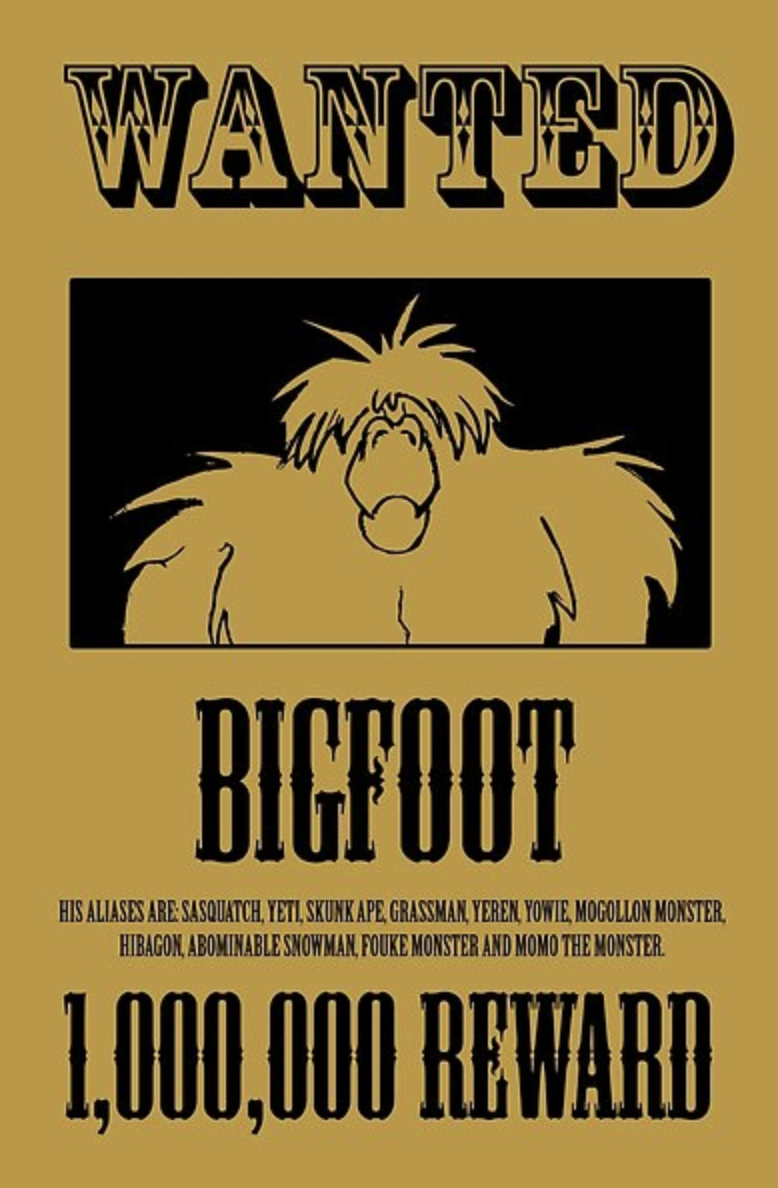 WANTED
BIGFOOT
HIS ALIASES ARE: SASQUATCH, YETI, SKUNK APE, GRASSMAN, YEREN, YOWIE, MOGOLLON MONSTER,
HIBAGON, ABOMINABLE SNOWMAN, FOUKE MONSTER AND MOMO THE MONSTER.
1,000,000 REWARD